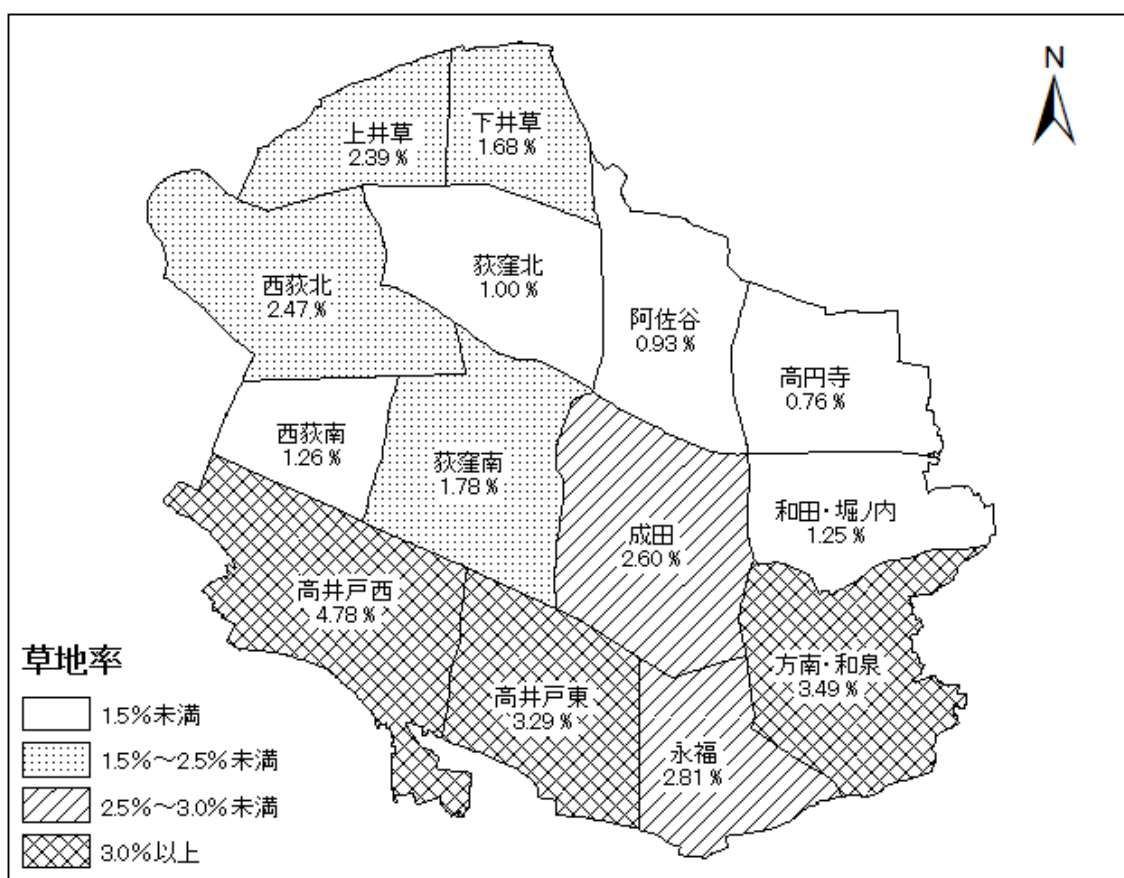 N
上井草
2.39 %
下井草
1.68 %
西荻北
2.47 %
荻窪北
1.00 %
阿佐谷
0.93 %
高円寺
0.76 %
西荻南
1.26 %
荻窪南
1.78 %
成田
2.60 %
和田・堀ノ内
1.25 %
高井戸西
4.78 %
高井戸東
3.29 %
永福
2.81 %
方南・和泉
3.49 %
草地率
1.5%未満
1.5%～2.5%未満
2.5%～3.0%未満
3.0%以上